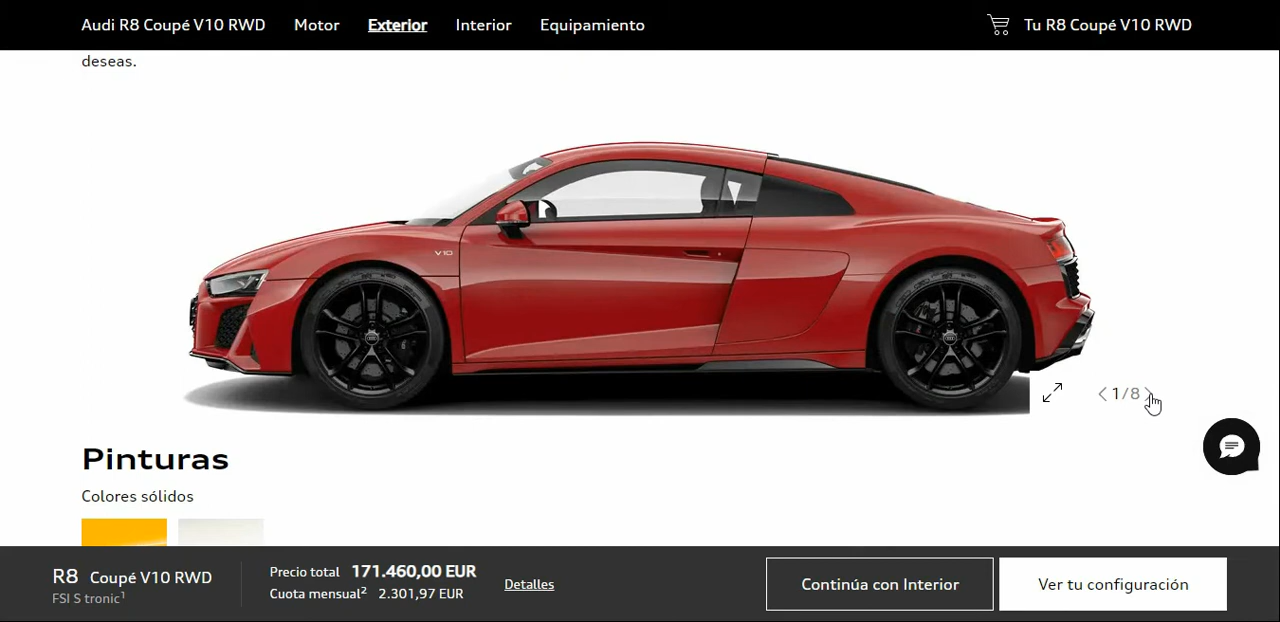 Audi R8 Coupé V10 RWD Motor Exterior Interior Equipamiento Tu R8 Coupé V10 RWD
deseas.
V10
1/8
Pinturas
Colores sólidos
R8 Coupé V10 RWD
FSI S tronic1
Precio total 171.460,00 EUR
Cuota mensual2 2.301,97 EUR
Detalles
Continúa con Interior
Ver tu configuración